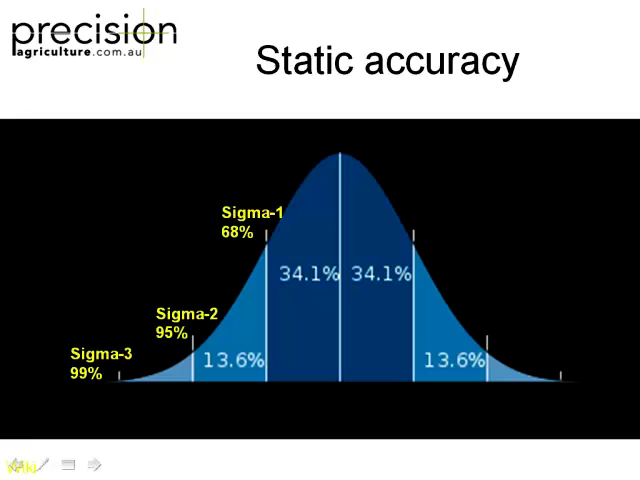 precision
agriculture.com.au
Static accuracy
Sigma-1
68%
34.1% 34.1%
Sigma-2
95%
Sigma-3
99%
13.6% 13.6%
Wiki